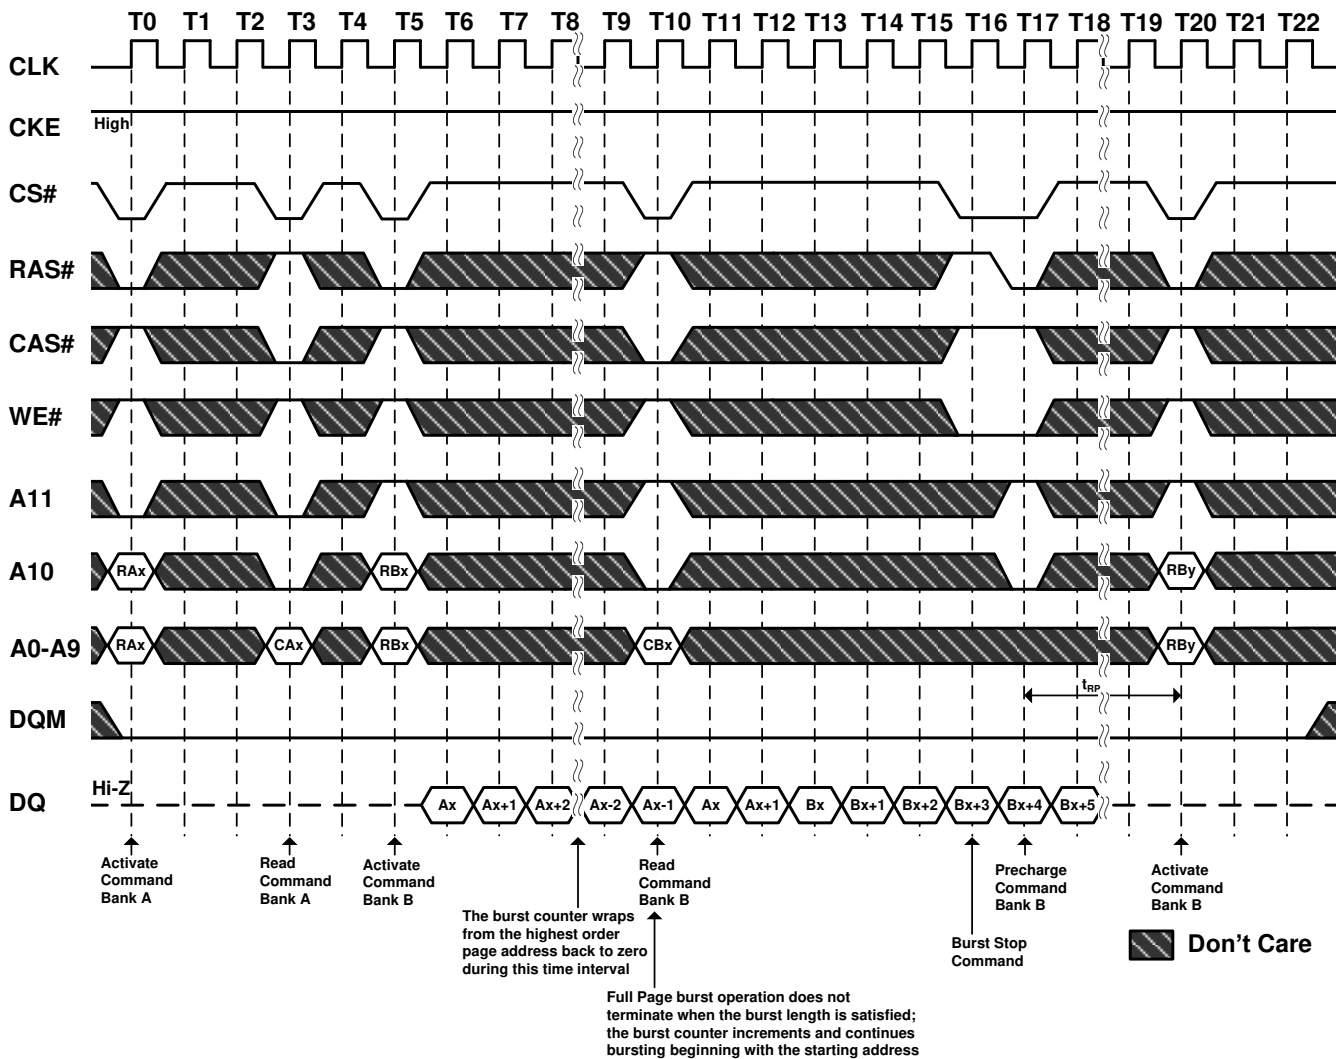 T0 T1 T2 T3 T4 T5 T6 T7 T8 T9 T10 T11 T12 T13 T14 T15 T16 T17 T18 T19 T20 T21 T22
CLK
CKE High
CS#
RAS#
CAS#
WE#
A11
A10 RAx RBx RBy
A0-A9 RAx CAx RBx CBx RBy
tRP
DQM
DQ Hi-Z Ax Ax+1 Ax+2 Ax-2 Ax-1 Ax Ax+1 Bx Bx+1 Bx+2 Bx+3 Bx+4 Bx+5
Activate
Command
Bank A
Read
Command
Bank A
Activate
Command
Bank B
The burst counter wraps
from the highest order
page address back to zero
during this time interval
Read
Command
Bank B
Full Page burst operation does not
terminate when the burst length is satisfied;
the burst counter increments and continues
bursting beginning with the starting address
Burst Stop
Command
Precharge
Command
Bank B
Activate
Command
Bank B
Don't Care